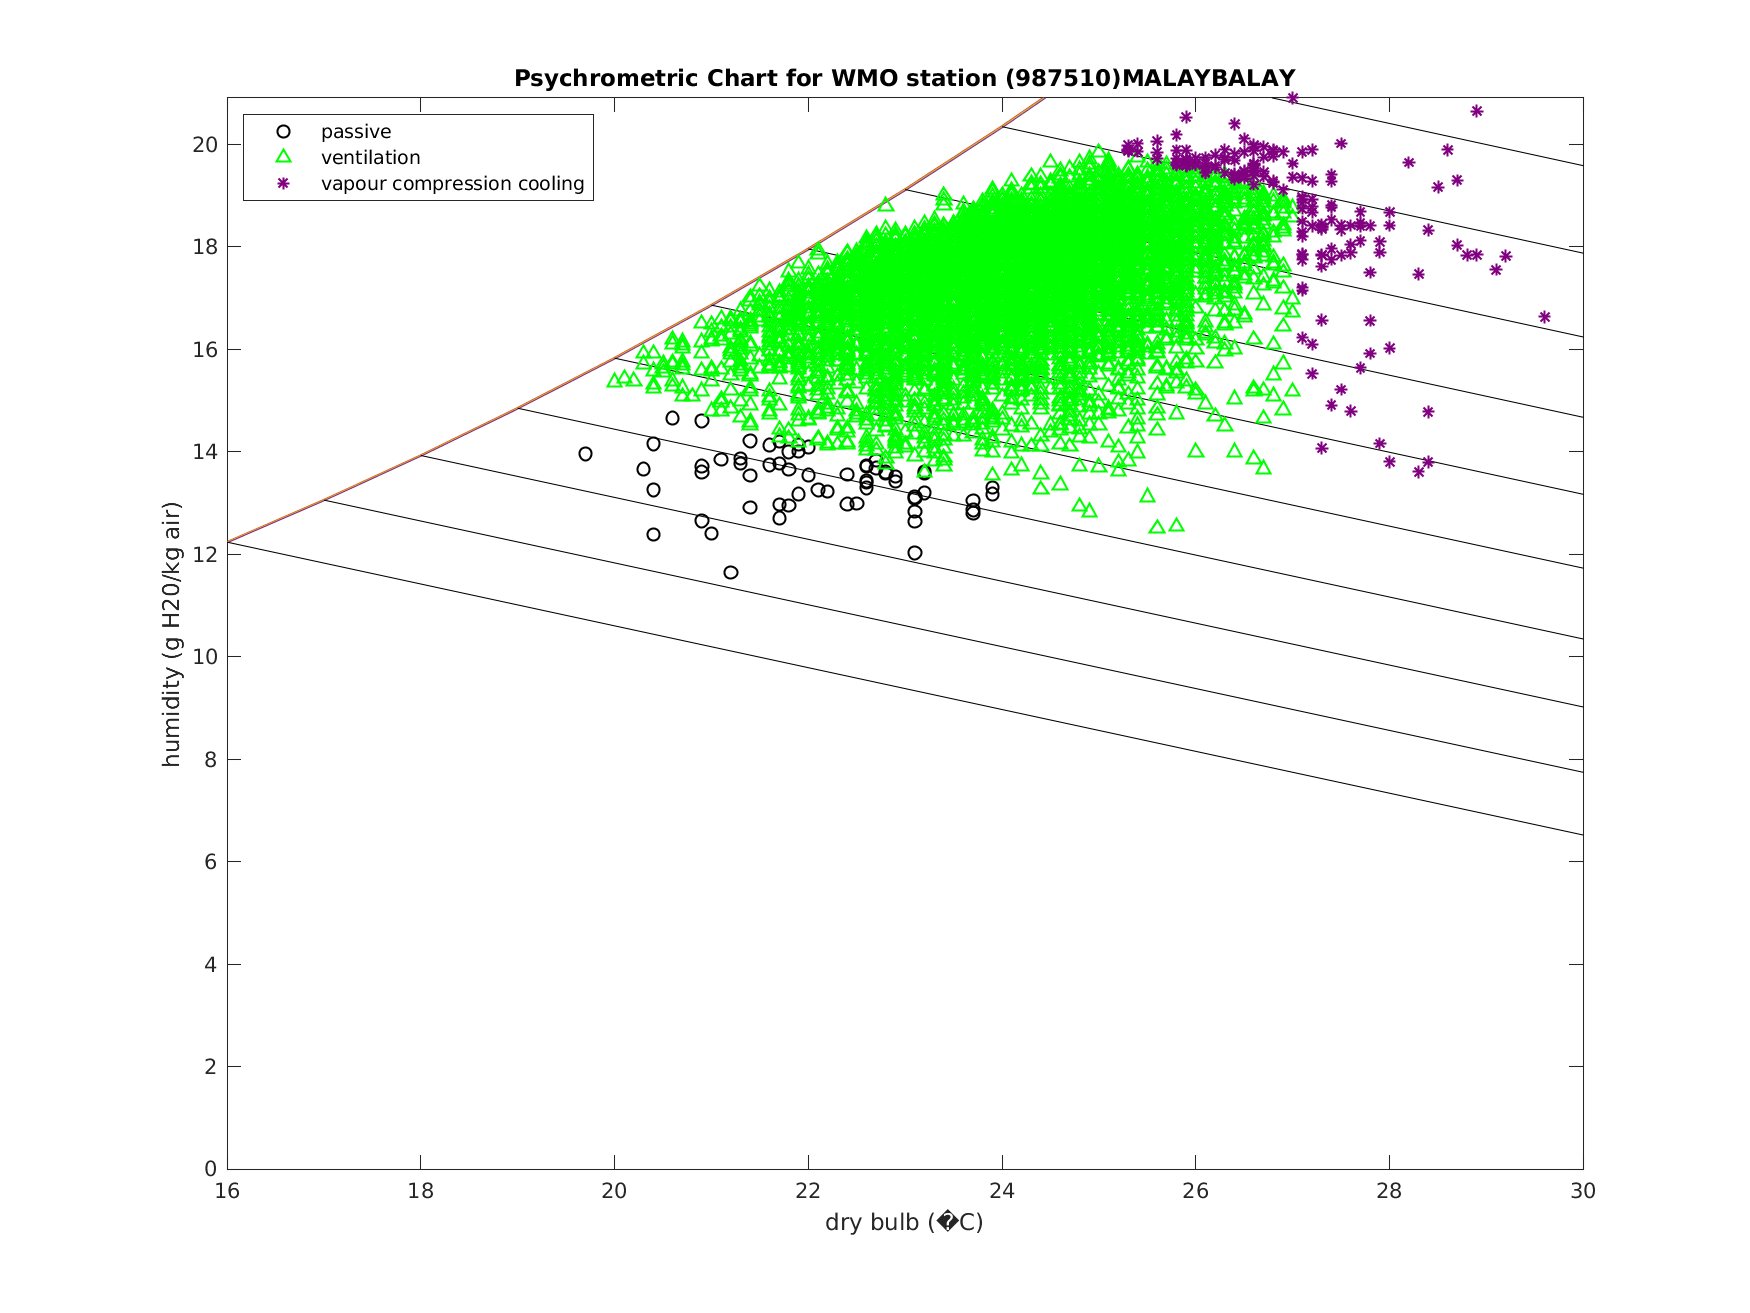 Psychrometric Chart for WMO station (987510)MALAYBALAY
passive
ventilation
vapour compression cooling
humidity (g H20/kg air)
20
18
16
14
12
10
8
6
4
2
0
16 18 20 22 24 26 28 30
dry bulb (�C)